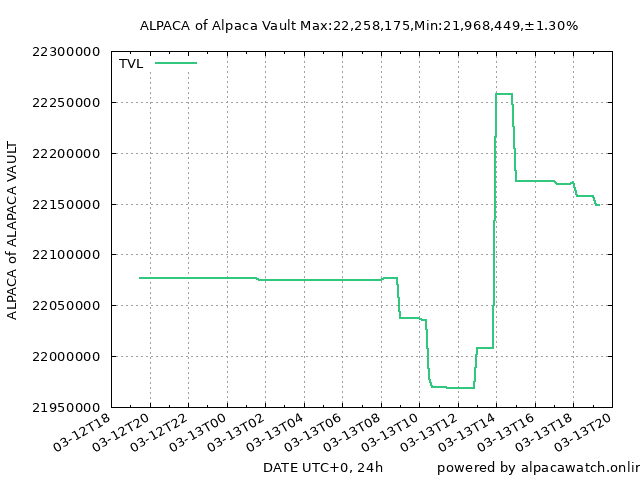 ALPACA of Alpaca Vault Max:22,258,175,Min:21,968,449,±1.30%
TVL
22300000
22250000
22200000
22150000
22100000
22050000
22000000
21950000
ALPACA of ALAPACA VAULT
03-12T18
03-12T20
03-12T22
03-13T00
03-13T02
03-13T04
03-13T06
03-13T08
03-13T10
03-13T12
03-13T14
03-13T16
03-13T18
03-13T20
DATE UTC+0, 24h
powered by alpacawatch.onlin